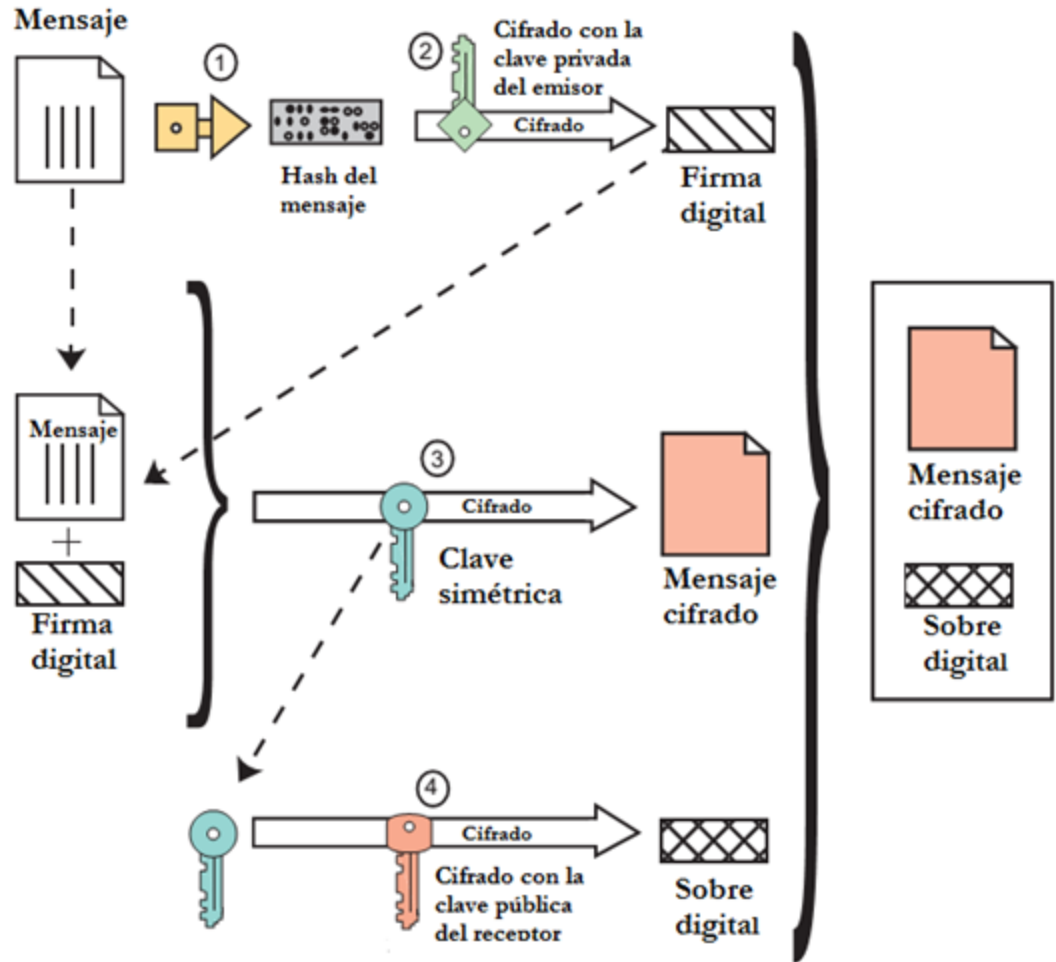 Mensaje
1
2
Cifrado con la
clave privada
del emisor
Cifrado
Hash del
mensaje
Firma
digital
Mensaje
+
Firma
digital
3
Cifrado
Clave
simétrica
Mensaje
cifrado
4
Cifrado
Cifrado con la
clave pública
del receptor
Sobre
digital
Mensaje
cifrado
Sobre
digital